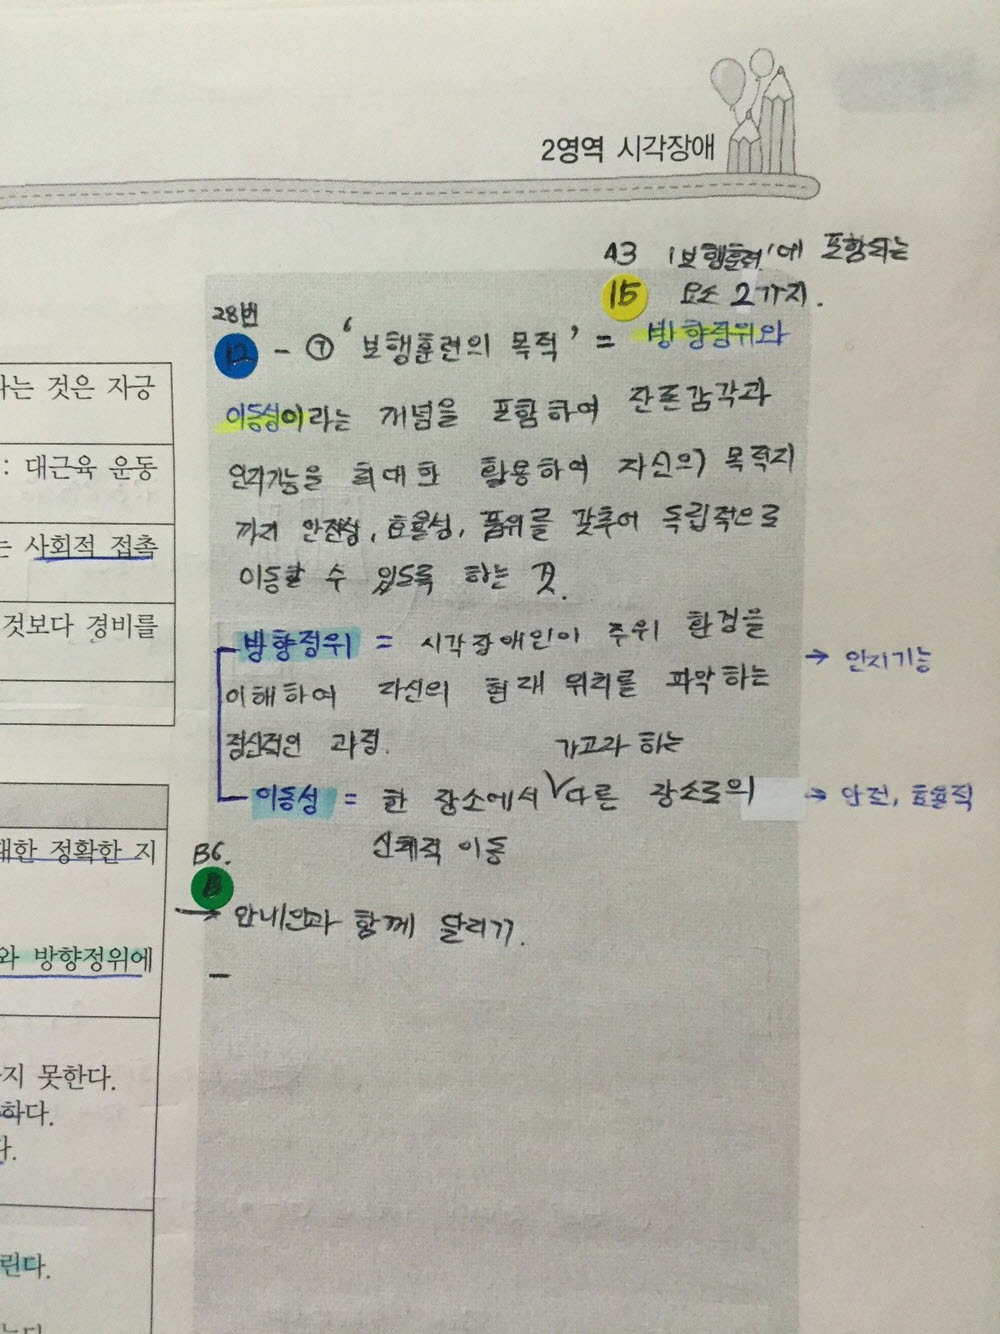 2영역 시각장애
A3 '보행훈련'에 포함되는
15 요소 2가지.
28번
12 - ㉠ '보행훈련의 목적' = 방향정위와
이동성이라는 개념을 포함하여 잔존감각과
인지기능을 최대한 활용하여 자신의 목적지
까지 안전성, 효율성, 품위를 갖추어 독립적으로
이동할 수 있도록 하는 것.
방향정위 = 시각장애인이 주위 환경을 → 인지기능
이해하여 자신의 현재 위치를 파악하는
정신적인 과정.
가고라 하는
이동성 = 한 장소에서 ∨ 다른 장소로의 → 안전, 효율적
신체적 이동
B6.
→ 안내인과 함께 달리기.
라는 것은 자긍
: 대근육 운동
는 사회적 접촉
것보다 경비를
대한 정확한 지
와 방향정위에
지 못한다.
하다.
다.
린다.